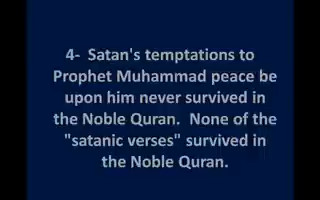 4- Satan's temptations to
Prophet Muhammad peace be
upon him never survived in
the Noble Quran. None of the
"satanic verses" survived in
the Noble Quran.